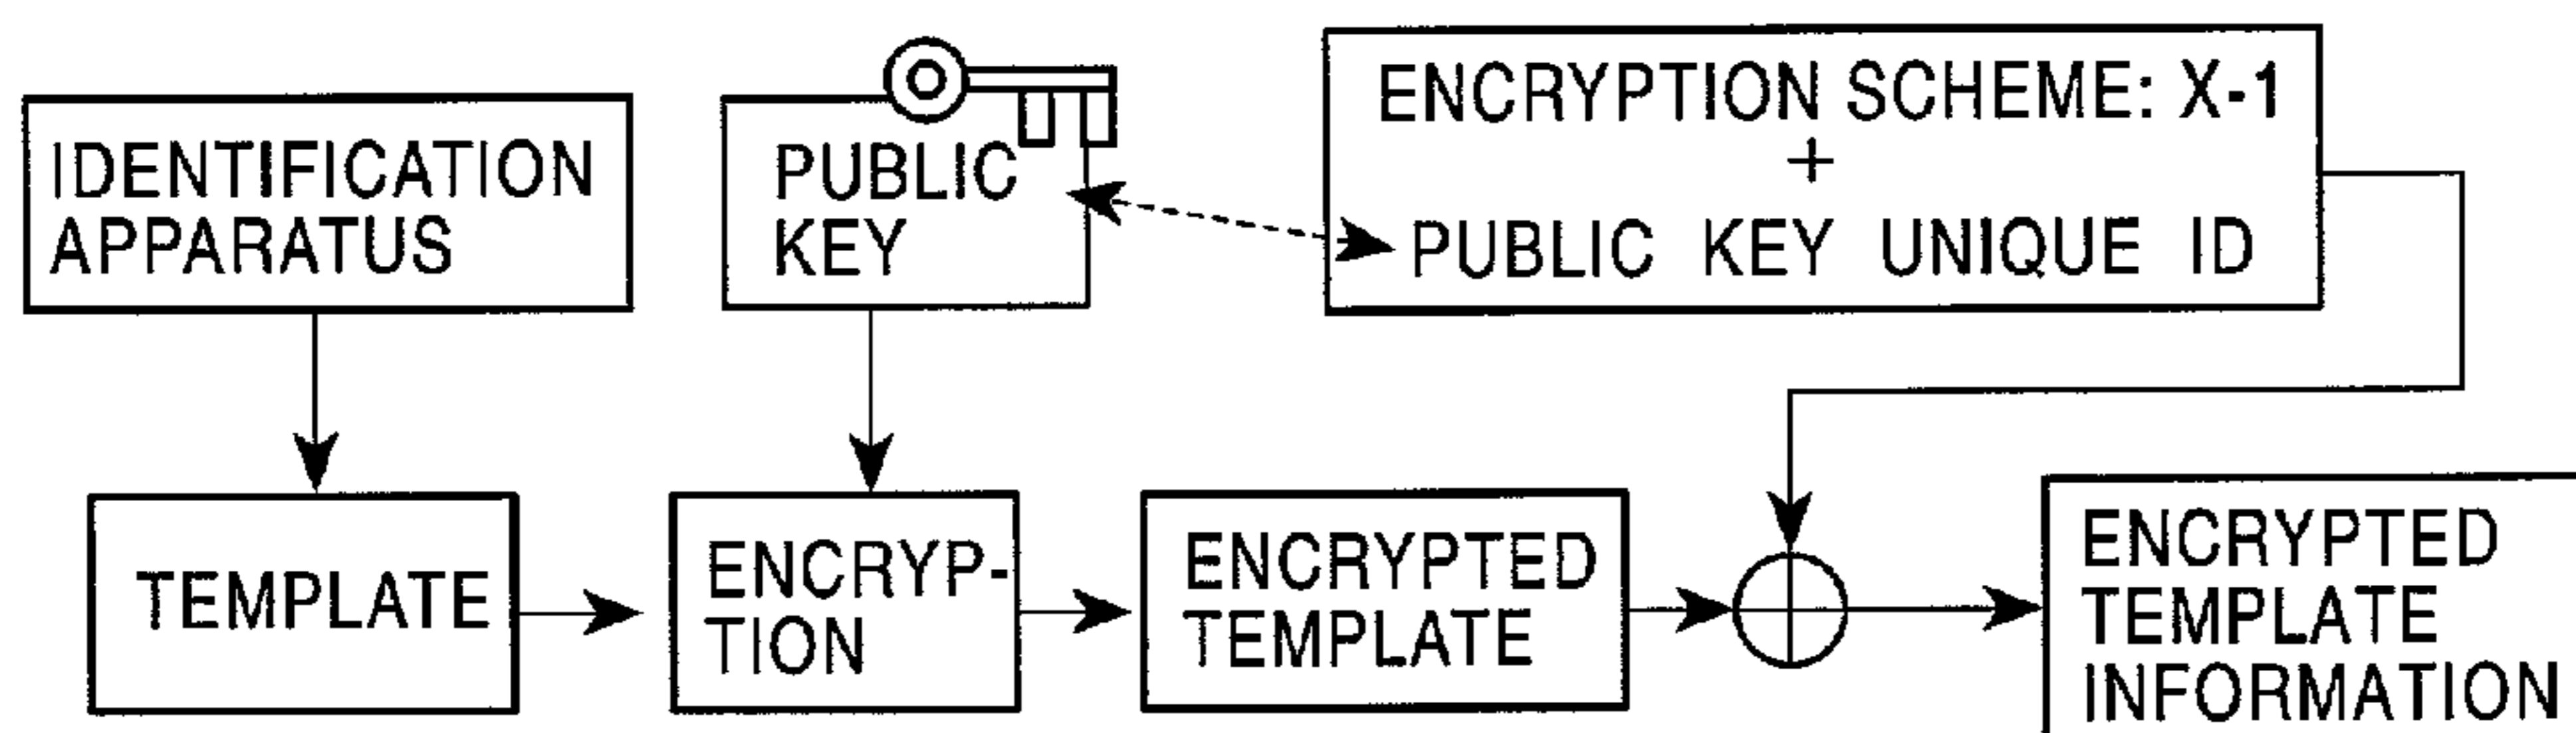 IDENTIFICATION
APPARATUS
PUBLIC
KEY
ENCRYPTION SCHEME: X-1
+
PUBLIC KEY UNIQUE ID
TEMPLATE
ENCRYP-
TION
ENCRYPTED
TEMPLATE
ENCRYPTED
TEMPLATE
INFORMATION